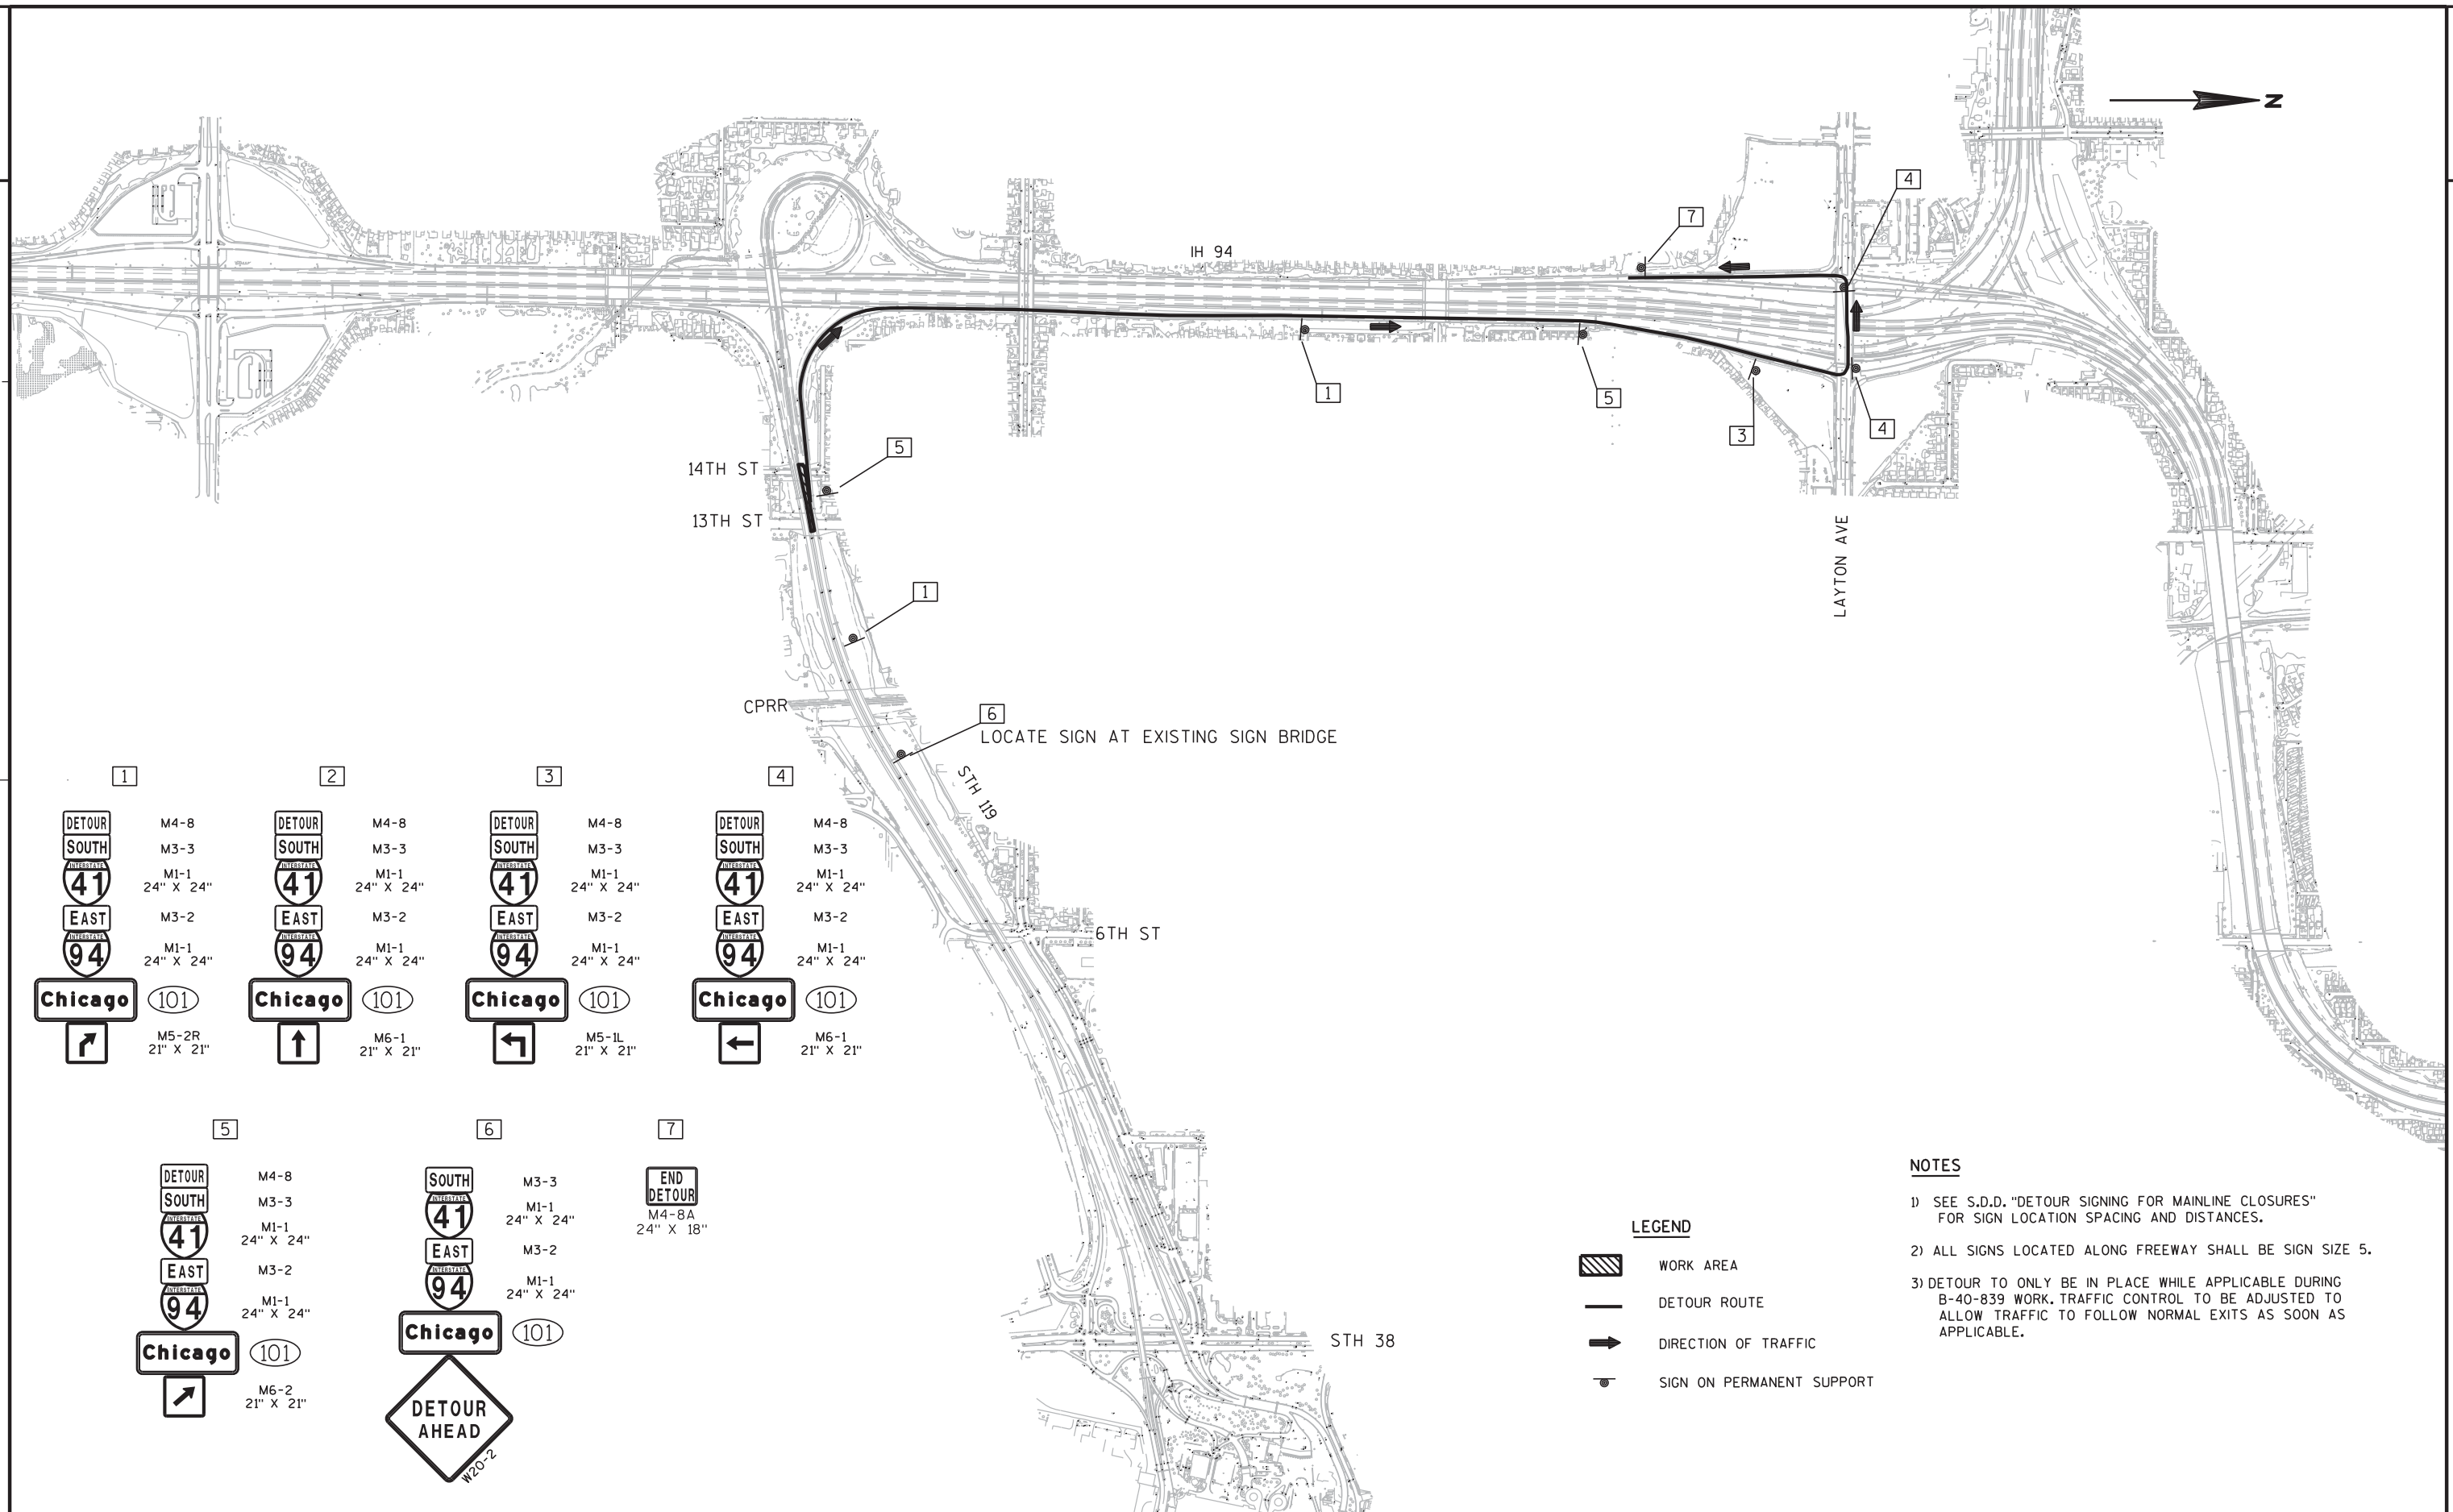 N
IH 94
7
4
1
5
3
4
14TH ST
13TH ST
5
LAYTON AVE
1
CPRR
6
LOCATE SIGN AT EXISTING SIGN BRIDGE
STH 119
6TH ST
STH 38
1
DETOUR M4-8
SOUTH M3-3
INTERSTATE
41 M1-1
24" X 24"
EAST M3-2
INTERSTATE
94 M1-1
24" X 24"
Chicago 101
M5-2R
21" X 21"
2
DETOUR M4-8
SOUTH M3-3
INTERSTATE
41 M1-1
24" X 24"
EAST M3-2
INTERSTATE
94 M1-1
24" X 24"
Chicago 101
M6-1
21" X 21"
3
DETOUR M4-8
SOUTH M3-3
INTERSTATE
41 M1-1
24" X 24"
EAST M3-2
INTERSTATE
94 M1-1
24" X 24"
Chicago 101
M5-1L
21" X 21"
4
DETOUR M4-8
SOUTH M3-3
INTERSTATE
41 M1-1
24" X 24"
EAST M3-2
INTERSTATE
94 M1-1
24" X 24"
Chicago 101
M6-1
21" X 21"
5
DETOUR M4-8
SOUTH M3-3
INTERSTATE
41 M1-1
24" X 24"
EAST M3-2
INTERSTATE
94 M1-1
24" X 24"
Chicago 101
M6-2
21" X 21"
6
SOUTH M3-3
INTERSTATE
41 M1-1
24" X 24"
EAST M3-2
INTERSTATE
94 M1-1
24" X 24"
Chicago 101
DETOUR
AHEAD
W20-2
7
END
DETOUR
M4-8A
24" X 18"
LEGEND
WORK AREA
DETOUR ROUTE
DIRECTION OF TRAFFIC
SIGN ON PERMANENT SUPPORT
NOTES
1) SEE S.D.D. "DETOUR SIGNING FOR MAINLINE CLOSURES"
FOR SIGN LOCATION SPACING AND DISTANCES.
2) ALL SIGNS LOCATED ALONG FREEWAY SHALL BE SIGN SIZE 5.
3) DETOUR TO ONLY BE IN PLACE WHILE APPLICABLE DURING
B-40-839 WORK. TRAFFIC CONTROL TO BE ADJUSTED TO
ALLOW TRAFFIC TO FOLLOW NORMAL EXITS AS SOON AS
APPLICABLE.